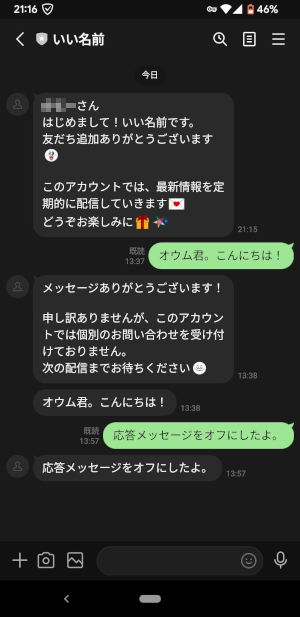 21:16
46%
いい名前
今日
さん
はじめまして！いい名前です。
友だち追加ありがとうございます
このアカウントでは、最新情報を定
期的に配信していきます
どうぞお楽しみに
21:15
既読
13:37
オウム君。こんにちは！
メッセージありがとうございます！
申し訳ありませんが、このアカウン
トでは個別のお問い合わせを受け付
けておりません。
次の配信までお待ちください
13:38
オウム君。こんにちは！
13:38
既読
13:57
応答メッセージをオフにしたよ。
応答メッセージをオフにしたよ。
13:57